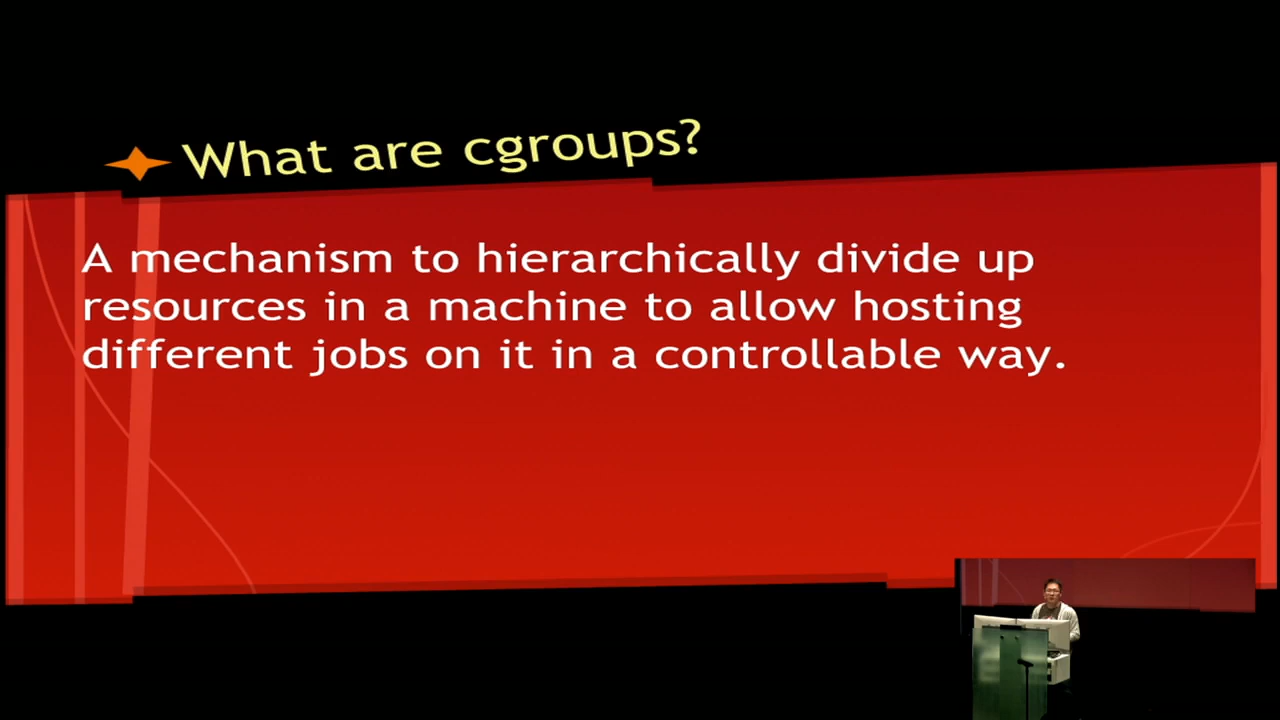 What are cgroups?
A mechanism to hierarchically divide up
resources in a machine to allow hosting
different jobs on it in a controllable way.